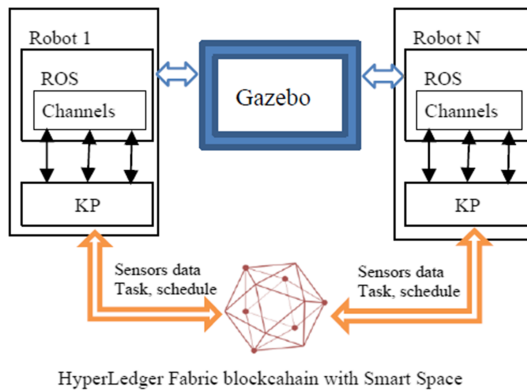 Robot 1
ROS
Channels
KP
Gazebo
Robot N
ROS
Channels
KP
Sensors data
Task, schedule
Sensors data
Task, schedule
HyperLedger Fabric blockcahain with Smart Space